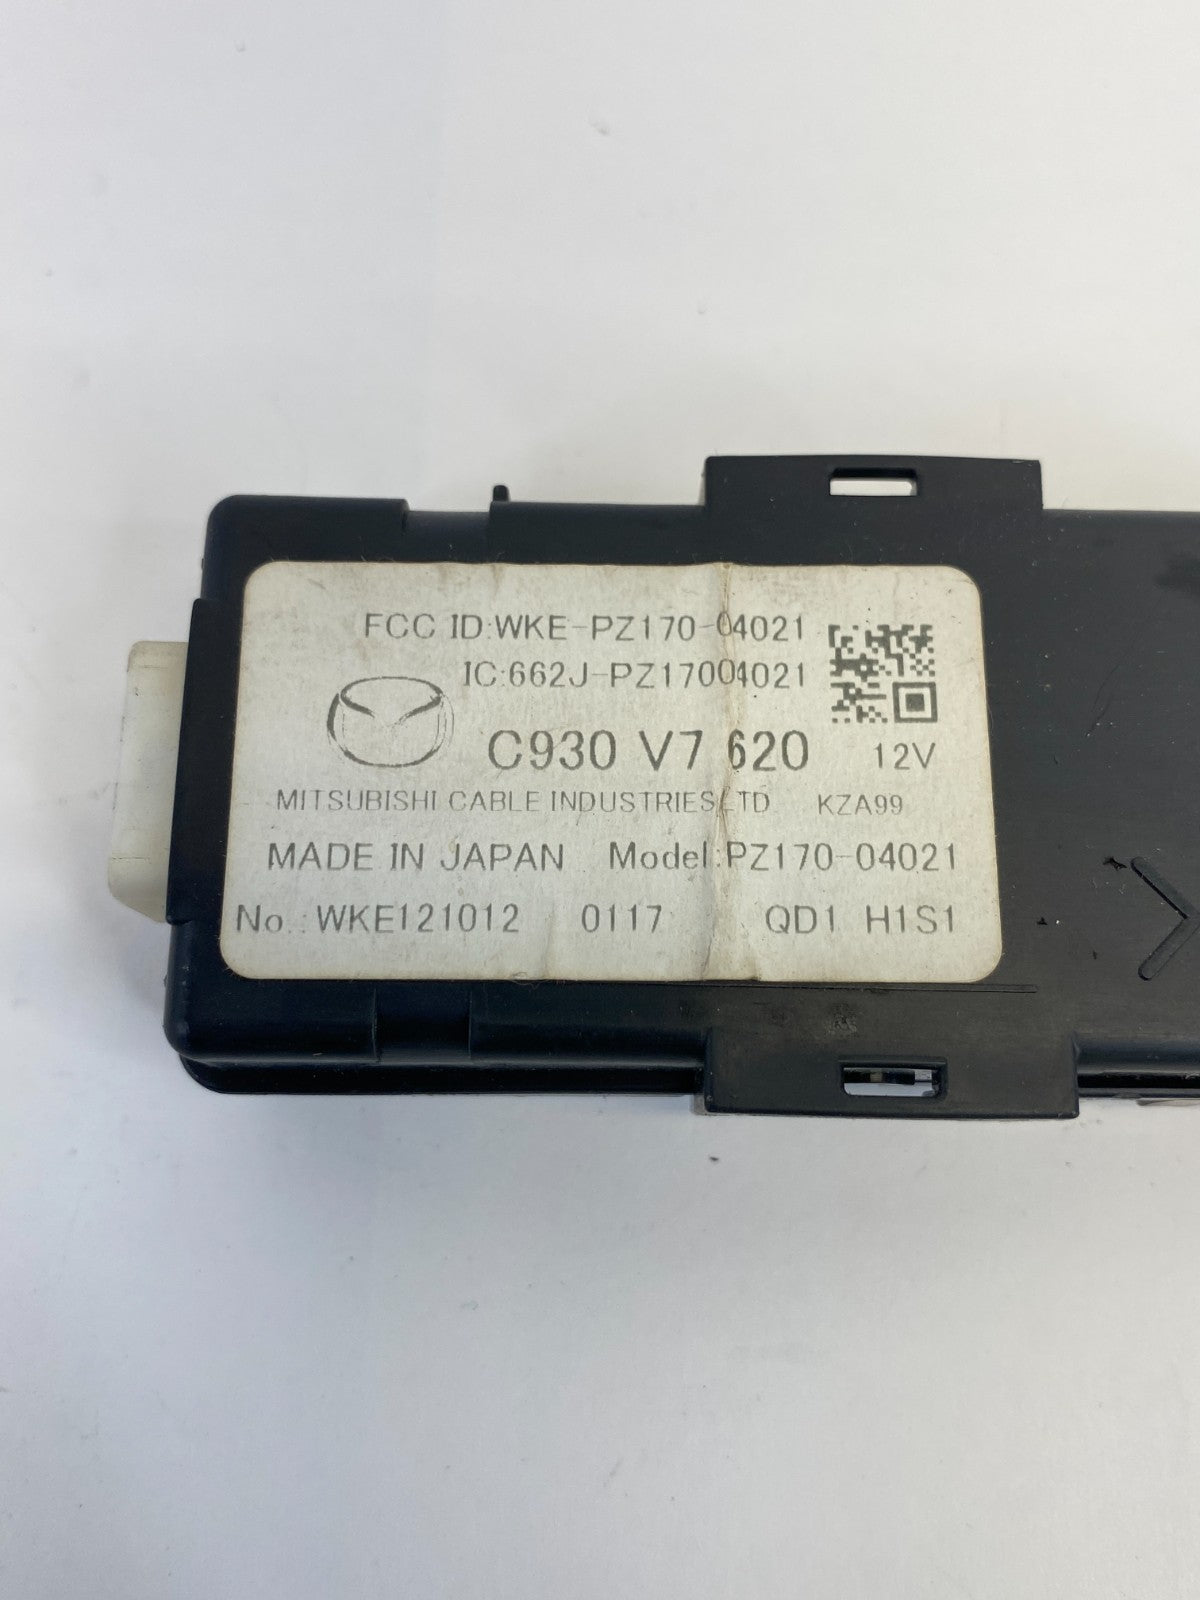 FCC ID:WKE-PZ170-04021
IC:662J-PZ17004021
C930 V7 620 12V
MITSUBISHI CABLE INDUSTRIES LTD KZA99
MADE IN JAPAN Model:PZ170-04021
No.:WKE121012 0117 QD1 H1S1